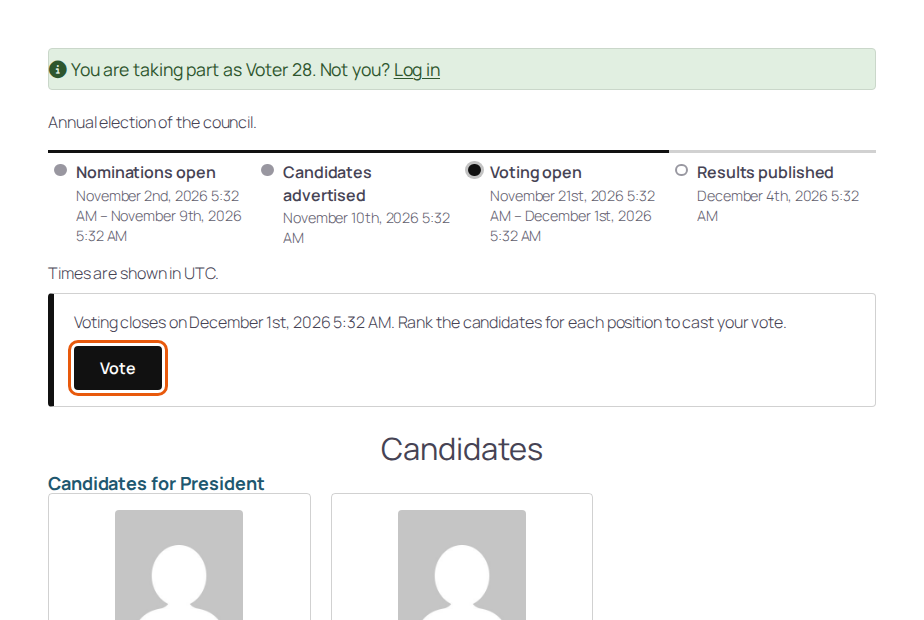 You are taking part as Voter 28. Not you? Log in
Annual election of the council.
Nominations open
November 2nd, 2026 5:32
AM – November 9th, 2026
5:32 AM
Candidates
advertised
November 10th, 2026 5:32
AM
Voting open
November 21st, 2026 5:32
AM – December 1st, 2026
5:32 AM
Results published
December 4th, 2026 5:32
AM
Times are shown in UTC.
Voting closes on December 1st, 2026 5:32 AM. Rank the candidates for each position to cast your vote.
Vote
Candidates
Candidates for President